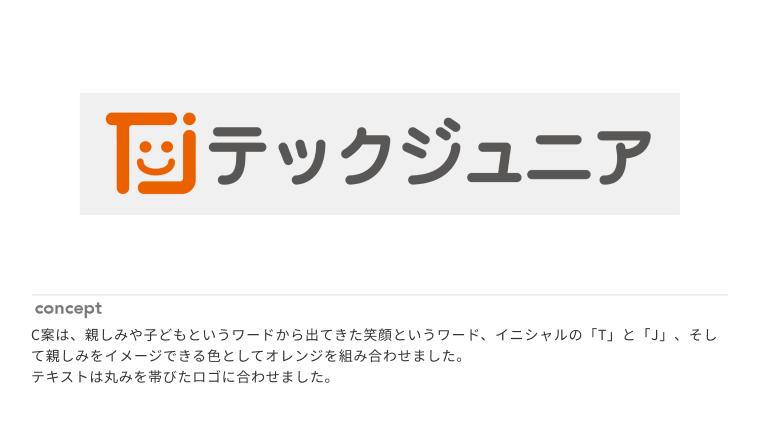 テックジュニア
concept
C案は、親しみや子どもというワードから出てきた笑顔というワード、イニシャルの「T」と「J」、そし
て親しみをイメージできる色としてオレンジを組み合わせました。
テキストは丸みを帯びたロゴに合わせました。